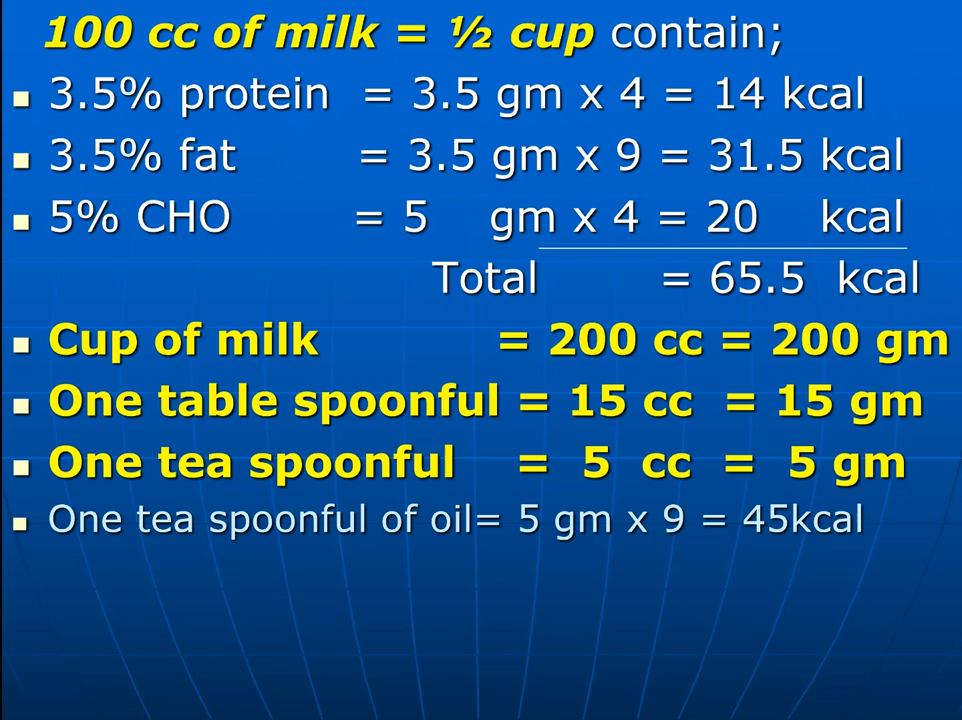 100 cc of milk = ½ cup contain;
3.5% protein = 3.5 gm x 4 = 14 kcal
3.5% fat = 3.5 gm x 9 = 31.5 kcal
5% CHO = 5 gm x 4 = 20 kcal
Total = 65.5 kcal
Cup of milk = 200 cc = 200 gm
One table spoonful = 15 cc = 15 gm
One tea spoonful = 5 cc = 5 gm
One tea spoonful of oil= 5 gm x 9 = 45kcal